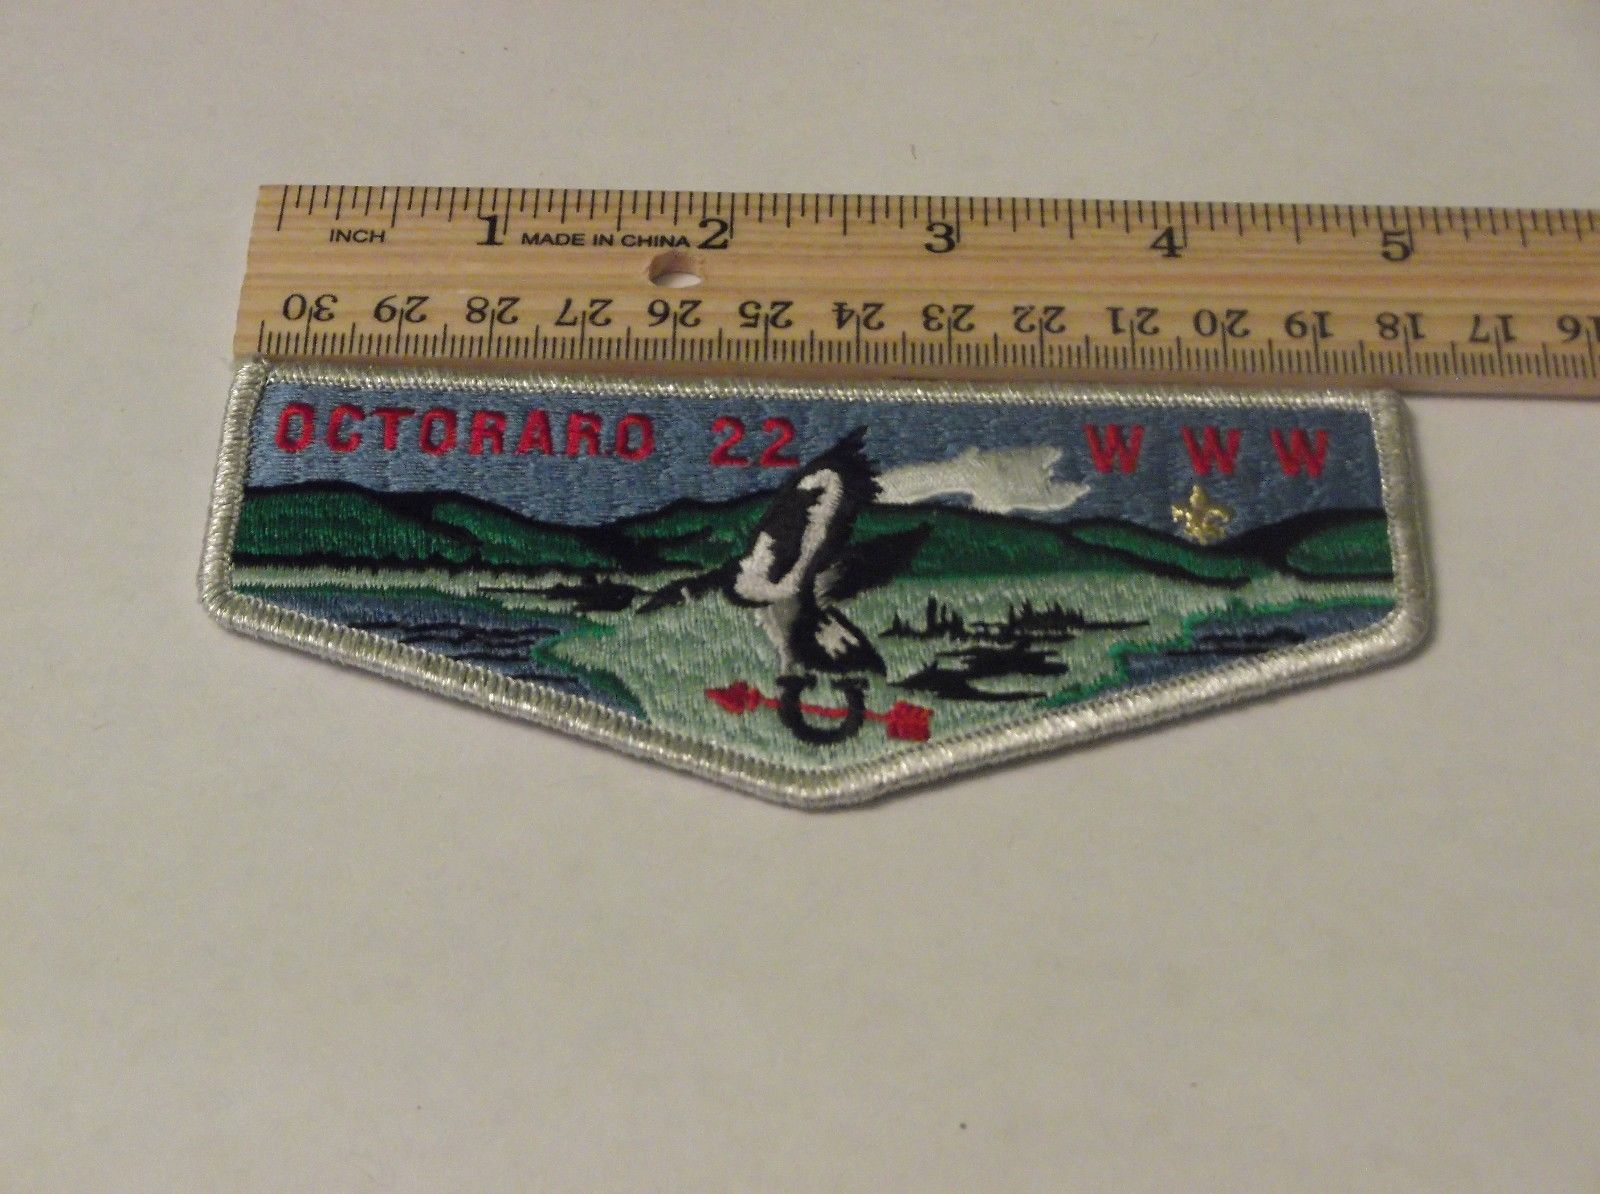 1 2 3 4 5
INCH MADE IN CHINA
30 29 28 27 26 25 24 23 22 21 20 19 18 17 16
OCTORARO 22 W W W